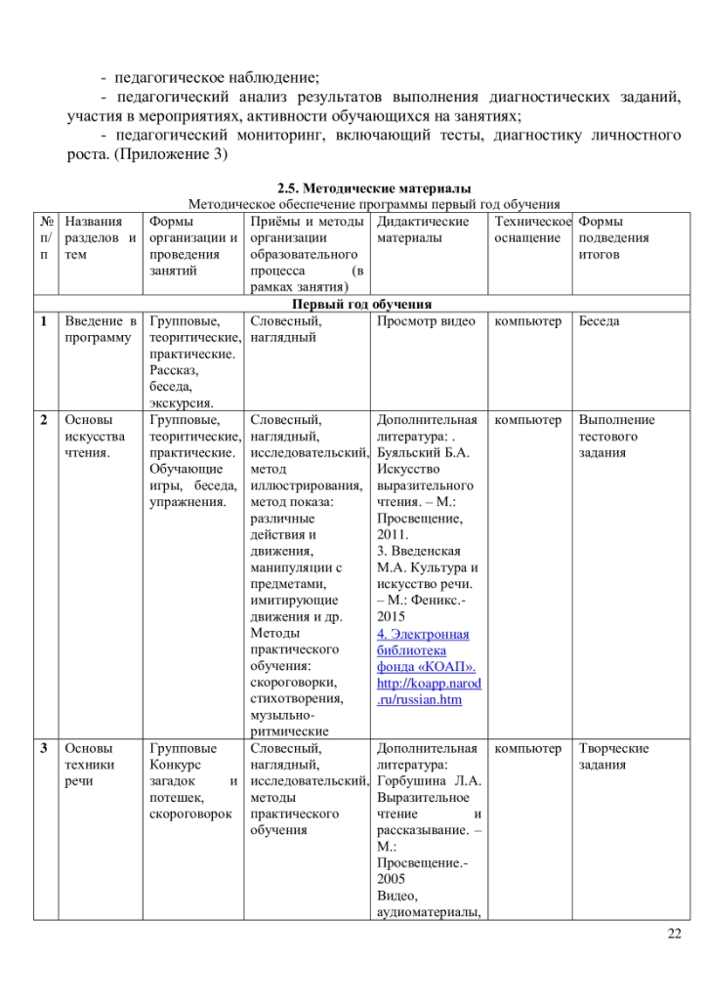 - педагогическое наблюдение;
- педагогический анализ результатов выполнения диагностических заданий,
участия в мероприятиях, активности обучающихся на занятиях;
- педагогический мониторинг, включающий тесты, диагностику личностного
роста. (Приложение 3)
2.5. Методические материалы
Методическое обеспечение программы первый год обучения
№
п/
п
Названия
разделов и
тем
Формы
организации и
проведения
занятий
Приёмы и методы
организации
образовательного
процесса (в
рамках занятия)
Дидактические
материалы
Техническое
оснащение
Формы
подведения
итогов
Первый год обучения
1
Введение в
программу
Групповые,
теоритические,
практические.
Рассказ,
беседа,
экскурсия.
Словесный,
наглядный
Просмотр видео
компьютер
Беседа
2
Основы
искусства
чтения.
Групповые,
теоритические,
практические.
Обучающие
игры, беседа,
упражнения.
Словесный,
наглядный,
исследовательский,
метод
иллюстрирования,
метод показа:
различные
действия и
движения,
манипуляции с
предметами,
имитирующие
движения и др.
Методы
практического
обучения:
скороговорки,
стихотворения,
музыльно-
ритмические
Дополнительная
литература: .
Буяльский Б.А.
Искусство
выразительного
чтения. – М.:
Просвещение,
2011.
3. Введенская
М.А. Культура и
искусство речи.
– М.: Феникс.-
2015
4. Электронная
библиотека
фонда «КОАП».
http://koapp.narod
.ru/russian.htm
компьютер
Выполнение
тестового
задания
3
Основы
техники
речи
Групповые
Конкурс
загадок и
потешек,
скороговорок
Словесный,
наглядный,
исследовательский,
методы
практического
обучения
Дополнительная
литература:
Горбушина Л.А.
Выразительное
чтение и
рассказывание. –
М.:
Просвещение.-
2005
Видео,
аудиоматериалы,
компьютер
Творческие
задания
22